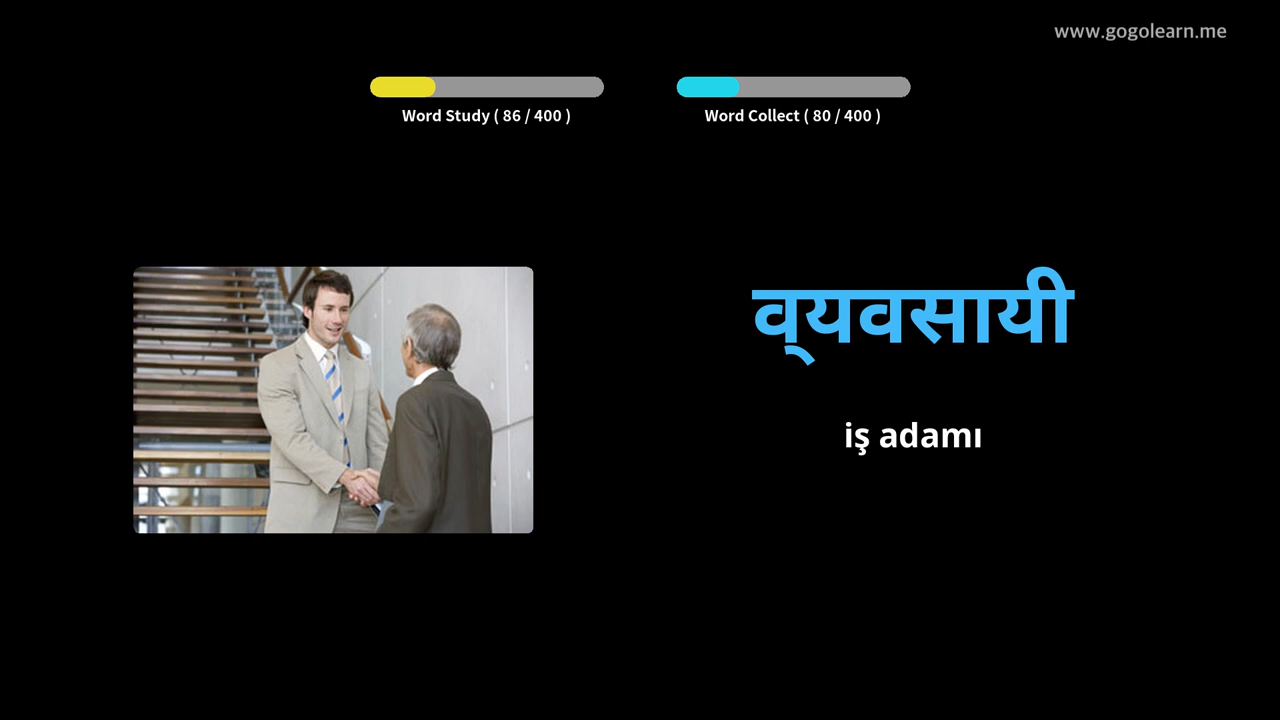 www.gogolearn.me
Word Study ( 86 / 400 )
Word Collect ( 80 / 400 )
व्‌यवसायी
iş adamı